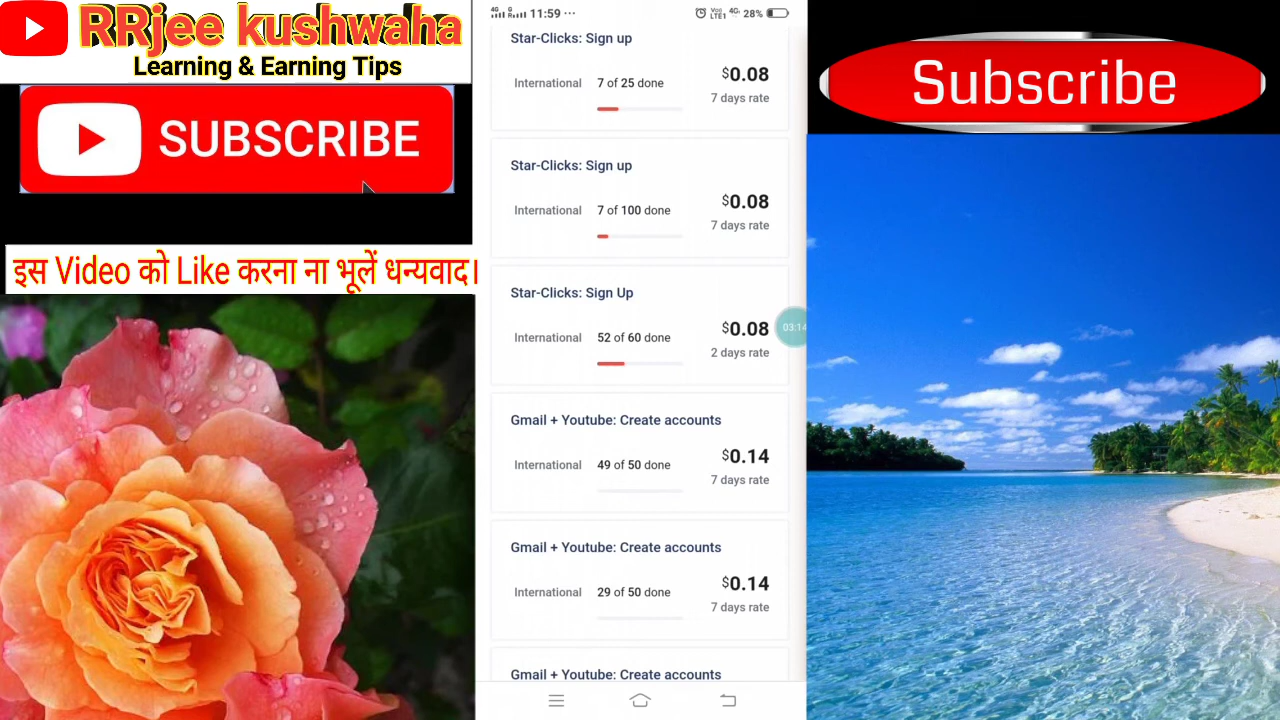 RRjee kushwaha
Learning & Earning Tips
SUBSCRIBE
इस Video को Like करना ना भूलें धन्यवाद।
11:59 ···
4G
28%
Star-Clicks: Sign up
International 7 of 25 done $0.08
7 days rate
Star-Clicks: Sign up
International 7 of 100 done $0.08
7 days rate
Star-Clicks: Sign Up
International 52 of 60 done $0.08
2 days rate
03:14
Gmail + Youtube: Create accounts
International 49 of 50 done $0.14
7 days rate
Gmail + Youtube: Create accounts
International 29 of 50 done $0.14
7 days rate
Gmail + Youtube: Create accounts
Subscribe